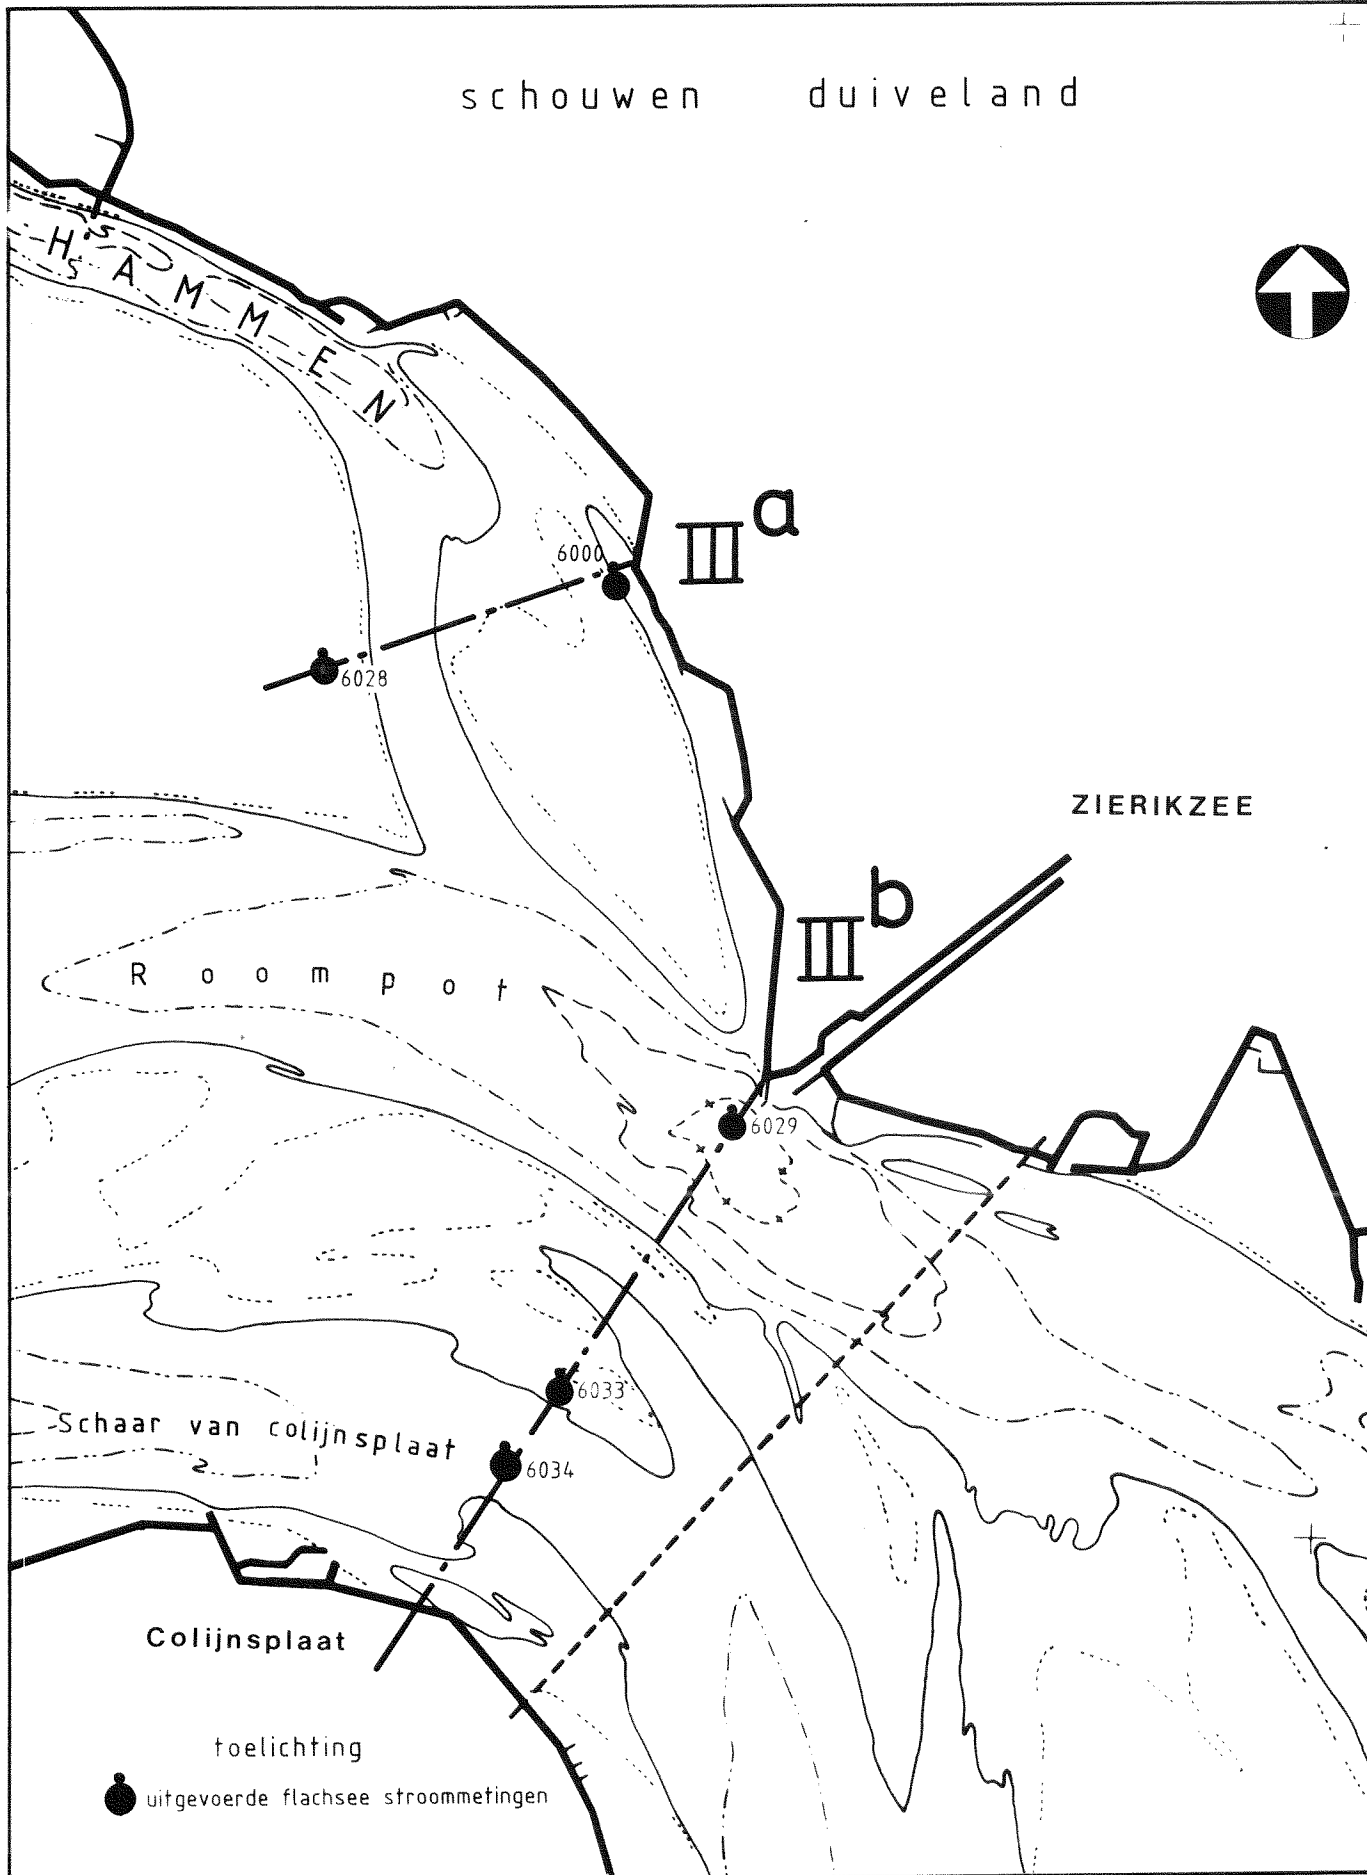 schouwen duiveland
HAMMEN
III a
6000
6028
ZIERIKZEE
III b
Roompot
6029
6033
Schaar van colijnsplaat
6034
Colijnsplaat
toelichting
uitgevoerde flachsee stroommetingen